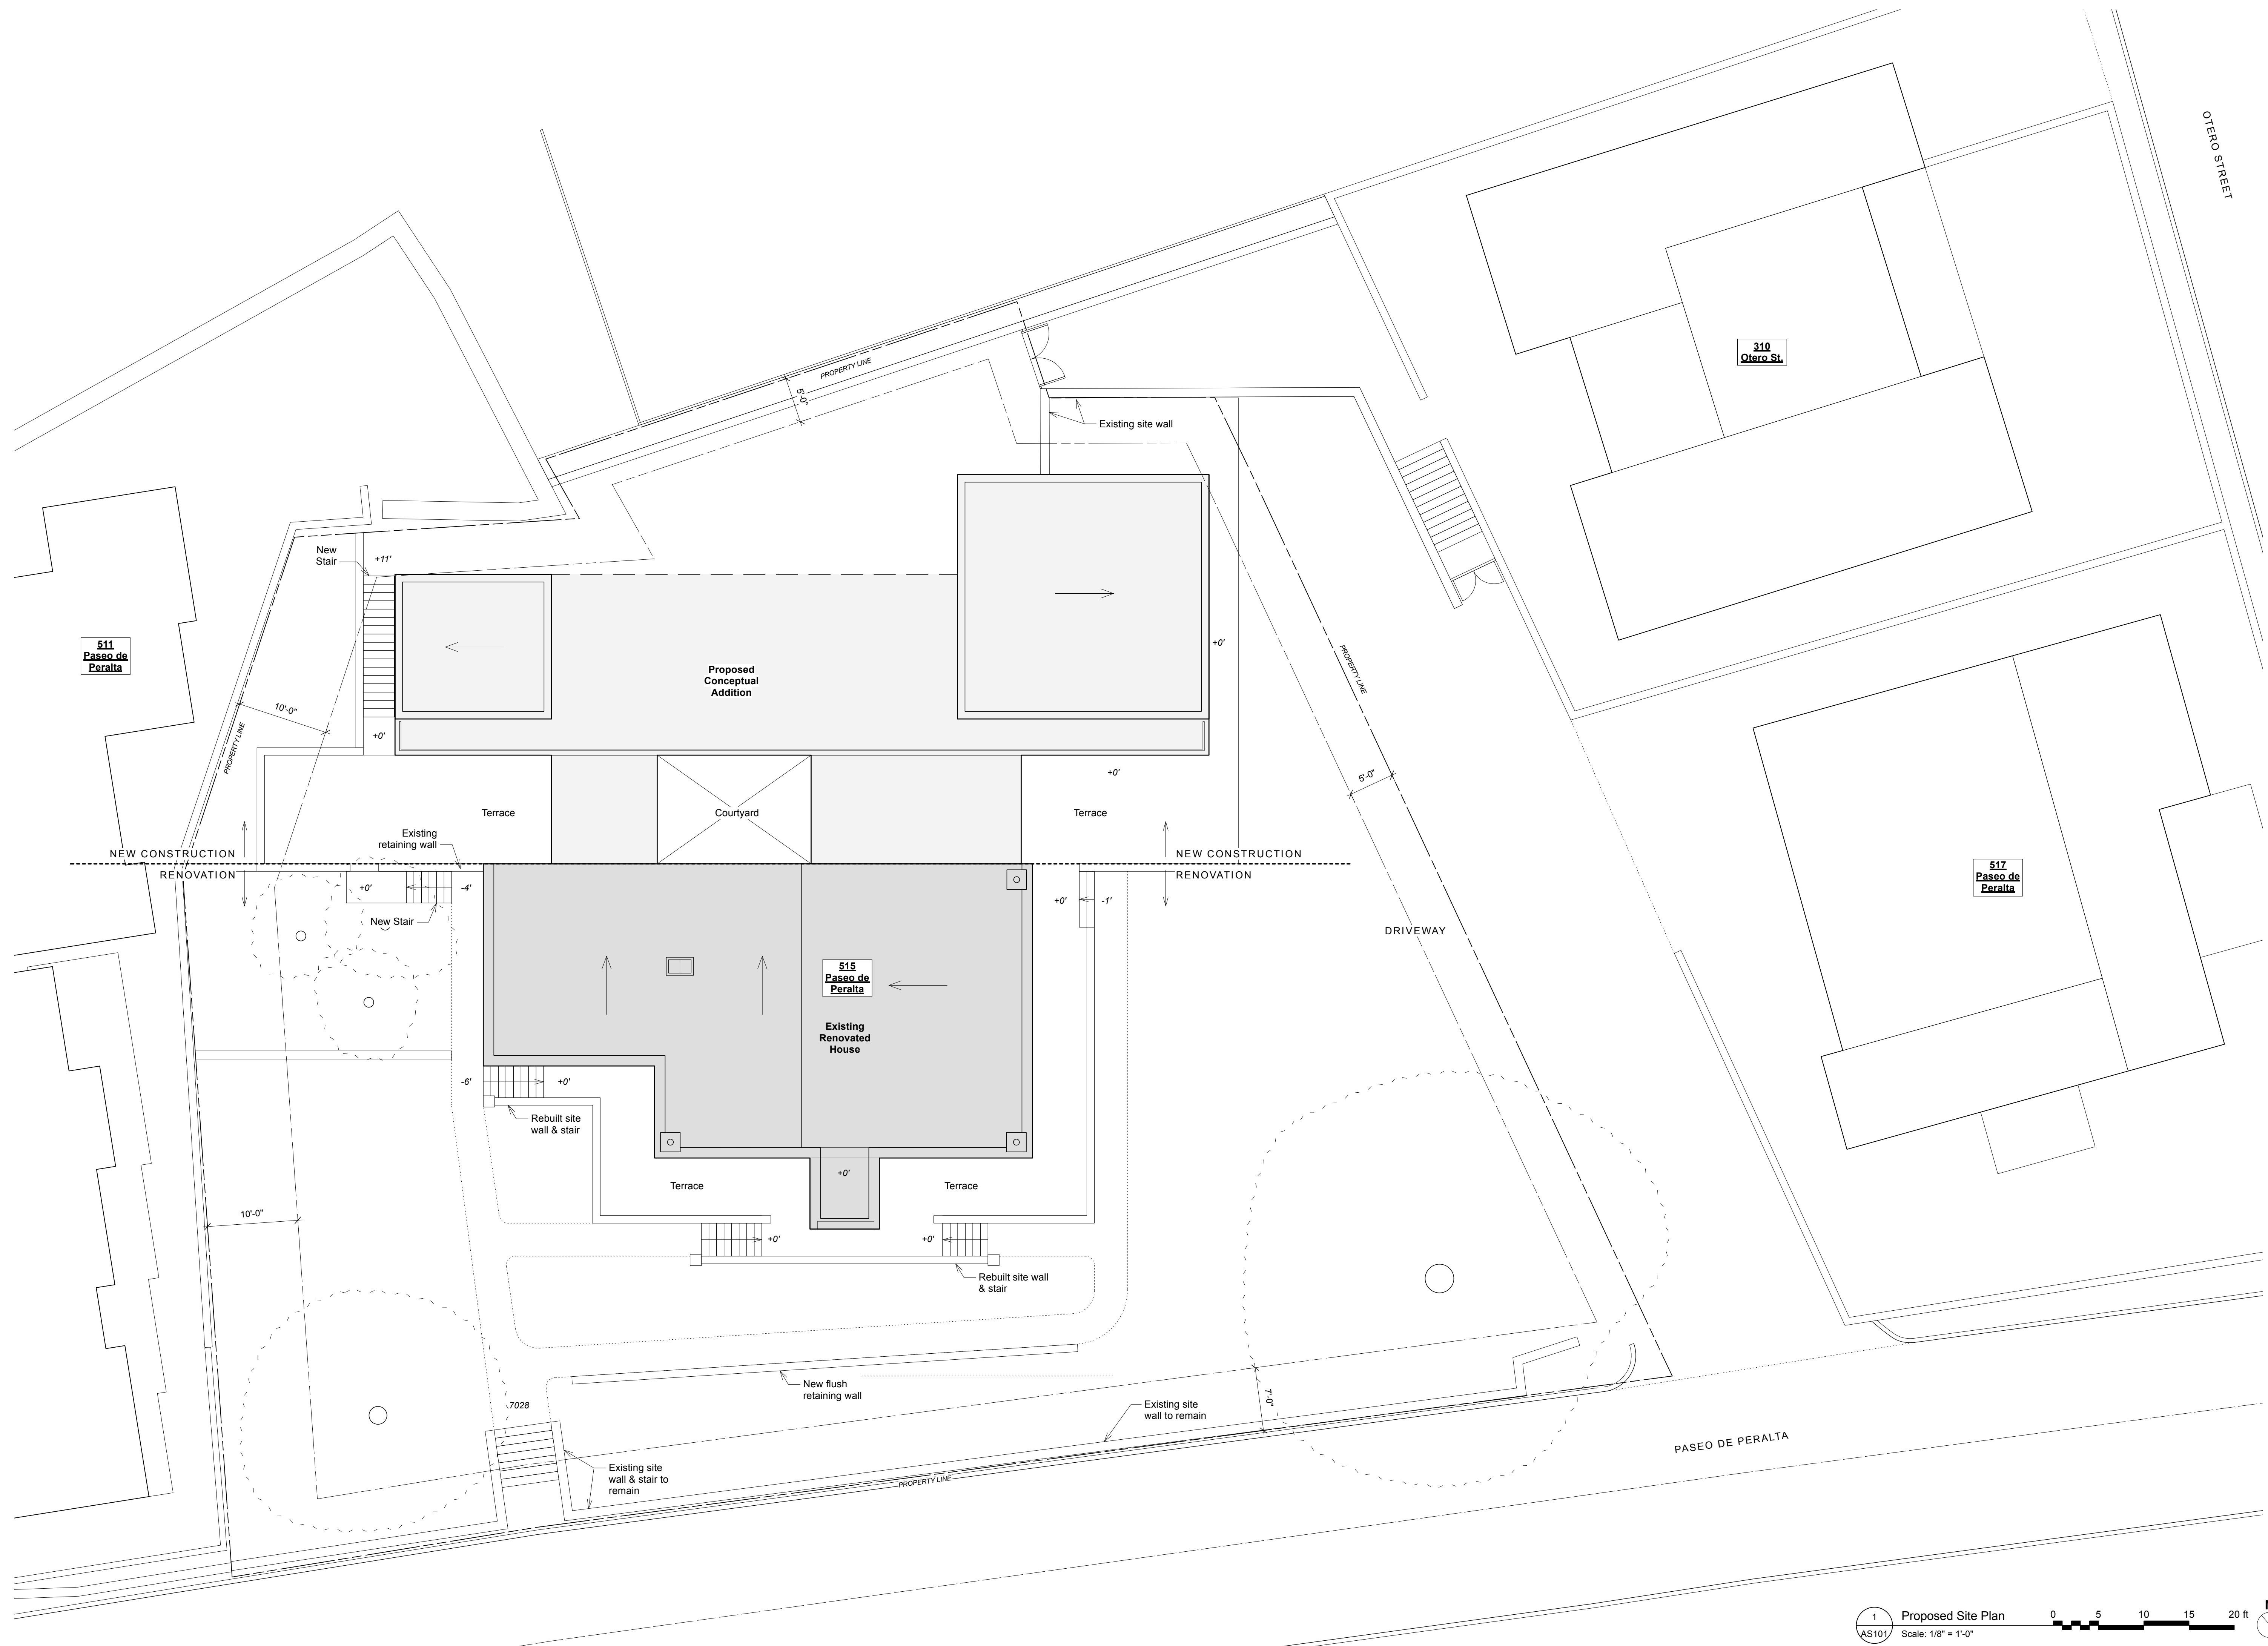 OTERO STREET
310
Otero St.
PROPERTY LINE
5'-0"
Existing site wall
New
Stair
+11'
511
Paseo de
Peralta
+0'
Proposed
Conceptual
Addition
PROPERTY LINE
10'-0"
PROPERTY LINE
+0'
+0'
5'-0"
Terrace
Courtyard
Terrace
Existing
retaining wall
NEW CONSTRUCTION
RENOVATION
NEW CONSTRUCTION
RENOVATION
517
Paseo de
Peralta
+0'
-4'
+0'
-1'
New Stair
DRIVEWAY
515
Paseo de
Peralta
Existing
Renovated
House
-6'
+0'
Rebuilt site
wall & stair
+0'
Terrace
Terrace
10'-0"
+0'
+0'
Rebuilt site wall
& stair
New flush
retaining wall
7'-0"
7028
Existing site
wall to remain
PASEO DE PERALTA
Existing site
wall & stair to
remain
PROPERTY LINE
1
AS101
Proposed Site Plan
Scale: 1/8" = 1'-0"
0 5 10 15 20 ft